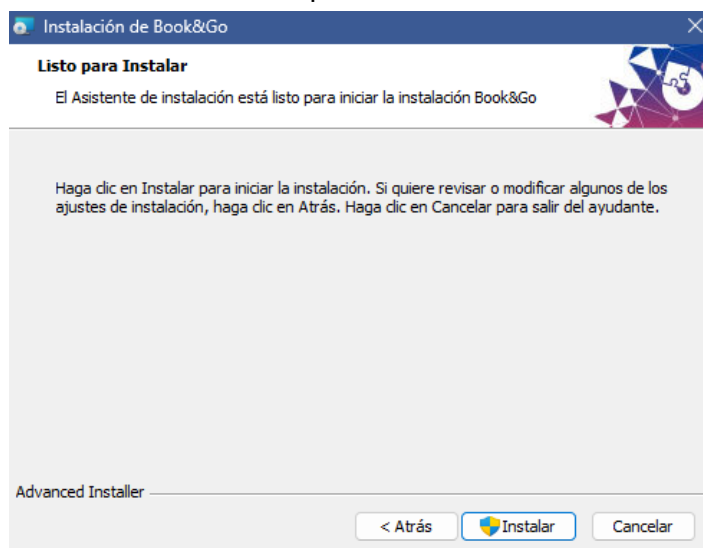 Instalación de Book&Go
Listo para Instalar
El Asistente de instalación está listo para iniciar la instalación Book&Go
Haga clic en Instalar para iniciar la instalación. Si quiere revisar o modificar algunos de los
ajustes de instalación, haga clic en Atrás. Haga clic en Cancelar para salir del ayudante.
Advanced Installer
< Atrás Instalar Cancelar